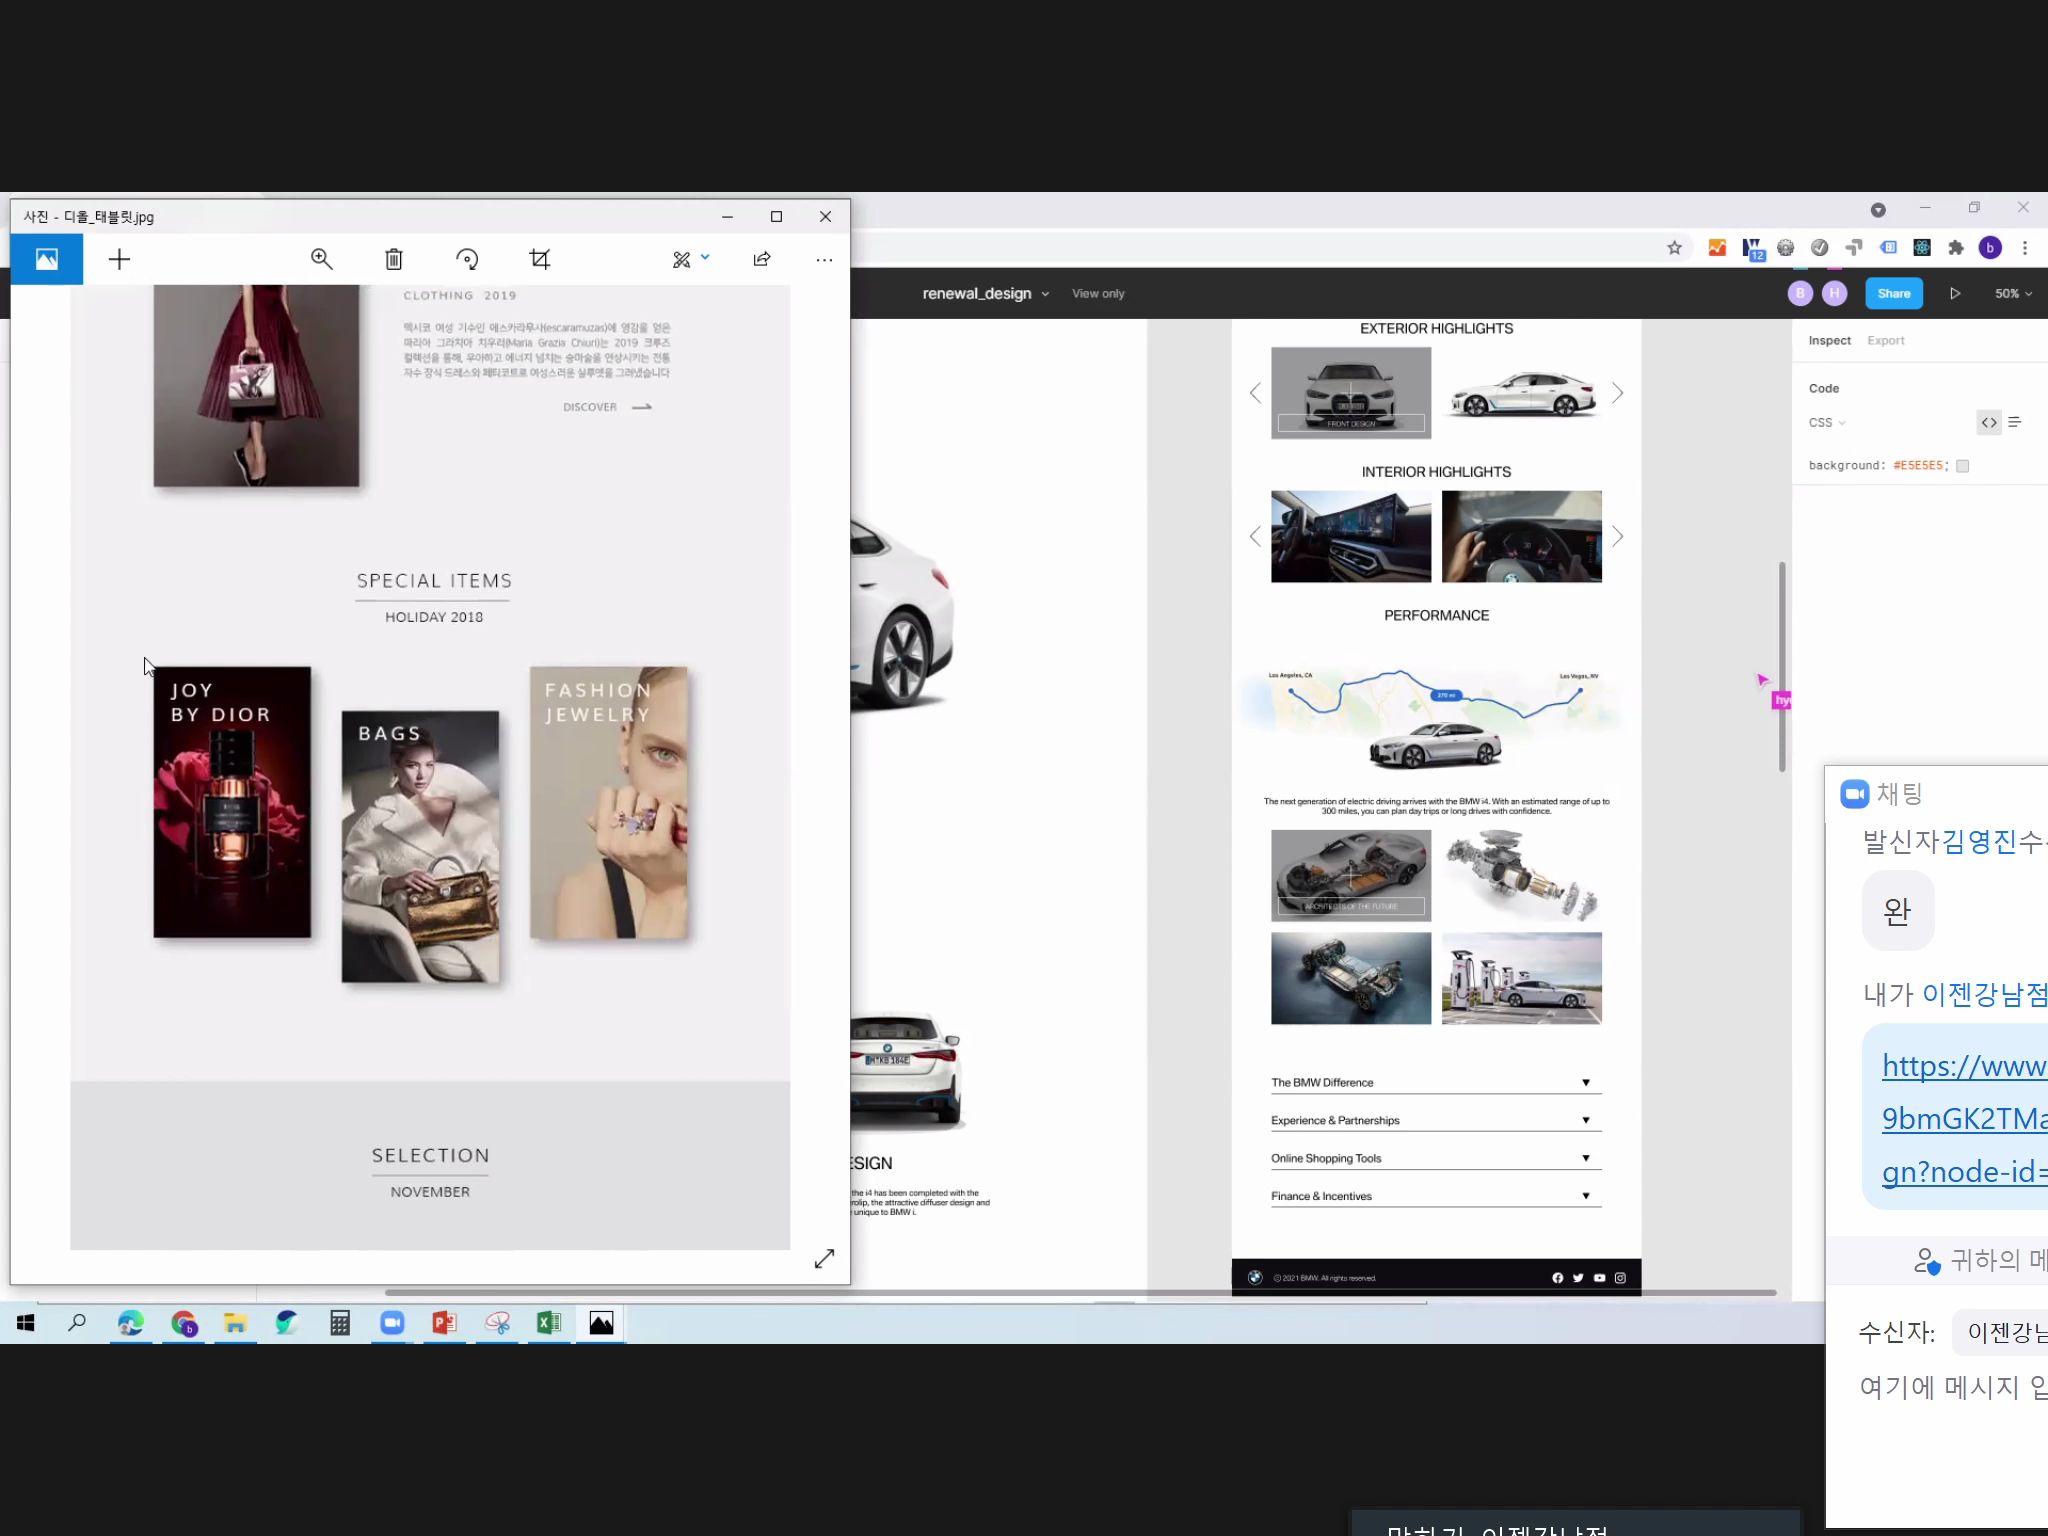 사진 - 디올_태블릿.jpg
CLOTHING 2019
멕시코 여성 기수인 에스카라무사(escaramuzas)에 영감을 얻은
마리아 그라치아 치우리(Maria Grazia Chiuri)는 2019 크루즈
컬렉션을 통해, 우아하고 에너지 넘치는 승마술을 연상시키는 전통
자수 장식 드레스와 페티코트로 여성스러운 실루엣을 그려냈습니다
DISCOVER
SPECIAL ITEMS
HOLIDAY 2018
JOY
BY DIOR
BAGS
FASHION
JEWELRY
SELECTION
NOVEMBER
12
b
renewal_design
View only
B
H
Share
50%
Inspect
Export
Code
CSS
background: #E5E5E5;
ESIGN
the i4 has been completed with the
rolip, the attractive diffuser design and
unique to BMW i.
EXTERIOR HIGHLIGHTS
FRONT DESIGN
INTERIOR HIGHLIGHTS
PERFORMANCE
Los Angeles, CA
270 mi
Las Vegas, NV
The next generation of electric driving arrives with the BMW i4. With an estimated range of up to
300 miles, you can plan day trips or long drives with confidence.
ARCHITECTS OF THE FUTURE
The BMW Difference
Experience & Partnerships
Online Shopping Tools
Finance & Incentives
© 2021 BMW. All rights reserved.
hy
채팅
발신자김영진수
완
내가 이젠강남점
https://www
9bmGK2TMa
gn?node-id=
귀하의 메
수신자:
이젠강남
여기에 메시지 입